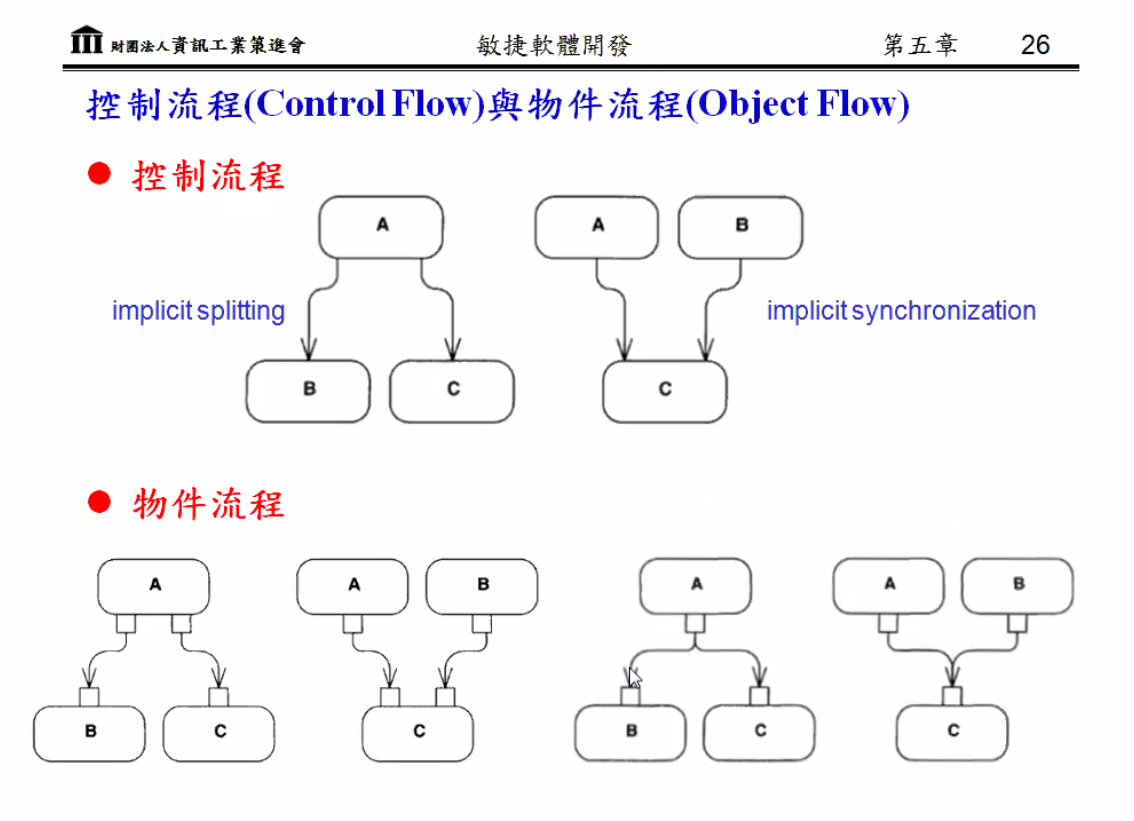 財團法人資訊工業策進會 敏捷軟體開發 第五章 26
控制流程(Control Flow)與物件流程(Object Flow)
控制流程
A A B
implicit splitting implicit synchronization
B C C
物件流程
A A B A A B
B C C B C C